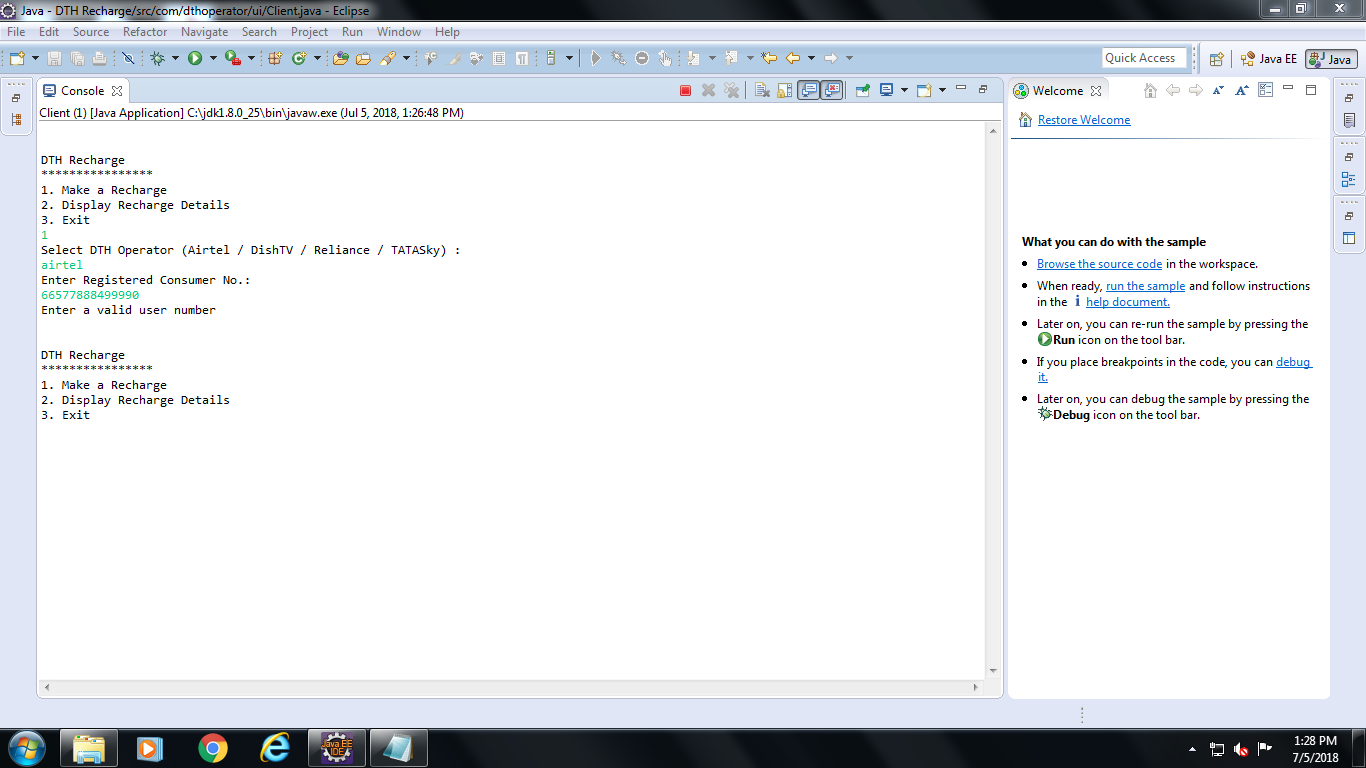 Java - DTH Recharge/src/com/dthoperator/ui/Client.java - Eclipse
File Edit Source Refactor Navigate Search Project Run Window Help
Quick Access
Java EE
Java
Console
Client (1) [Java Application] C:\jdk1.8.0_25\bin\javaw.exe (Jul 5, 2018, 1:26:48 PM)
DTH Recharge
****************
1. Make a Recharge
2. Display Recharge Details
3. Exit
1
Select DTH Operator (Airtel / DishTV / Reliance / TATASky) :
airtel
Enter Registered Consumer No.:
66577888499990
Enter a valid user number
DTH Recharge
****************
1. Make a Recharge
2. Display Recharge Details
3. Exit
Welcome
Restore Welcome
What you can do with the sample
Browse the source code in the workspace.
When ready, run the sample and follow instructions
in the help document.
Later on, you can re-run the sample by pressing the
Run icon on the tool bar.
If you place breakpoints in the code, you can debug
it.
Later on, you can debug the sample by pressing the
Debug icon on the tool bar.
Java EE
IDE
1:28 PM
7/5/2018